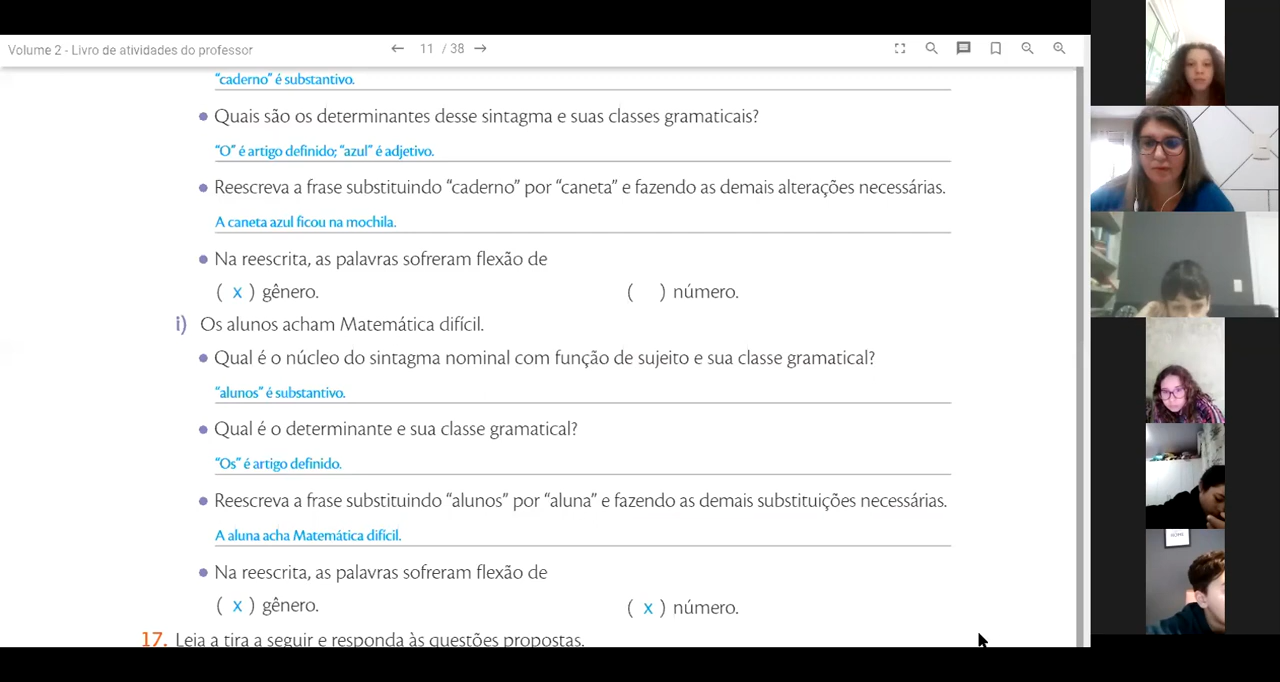 Volume 2 - Livro de atividades do professor
11 / 38
"caderno" é substantivo.
Quais são os determinantes desse sintagma e suas classes gramaticais?
"O" é artigo definido; "azul" é adjetivo.
Reescreva a frase substituindo "caderno" por "caneta" e fazendo as demais alterações necessárias.
A caneta azul ficou na mochila.
Na reescrita, as palavras sofreram flexão de
( x ) gênero. ( ) número.
i) Os alunos acham Matemática difícil.
Qual é o núcleo do sintagma nominal com função de sujeito e sua classe gramatical?
"alunos" é substantivo.
Qual é o determinante e sua classe gramatical?
"Os" é artigo definido.
Reescreva a frase substituindo "alunos" por "aluna" e fazendo as demais substituições necessárias.
A aluna acha Matemática difícil.
Na reescrita, as palavras sofreram flexão de
( x ) gênero. ( x ) número.
17. Leia a tira a seguir e responda às questões propostas.